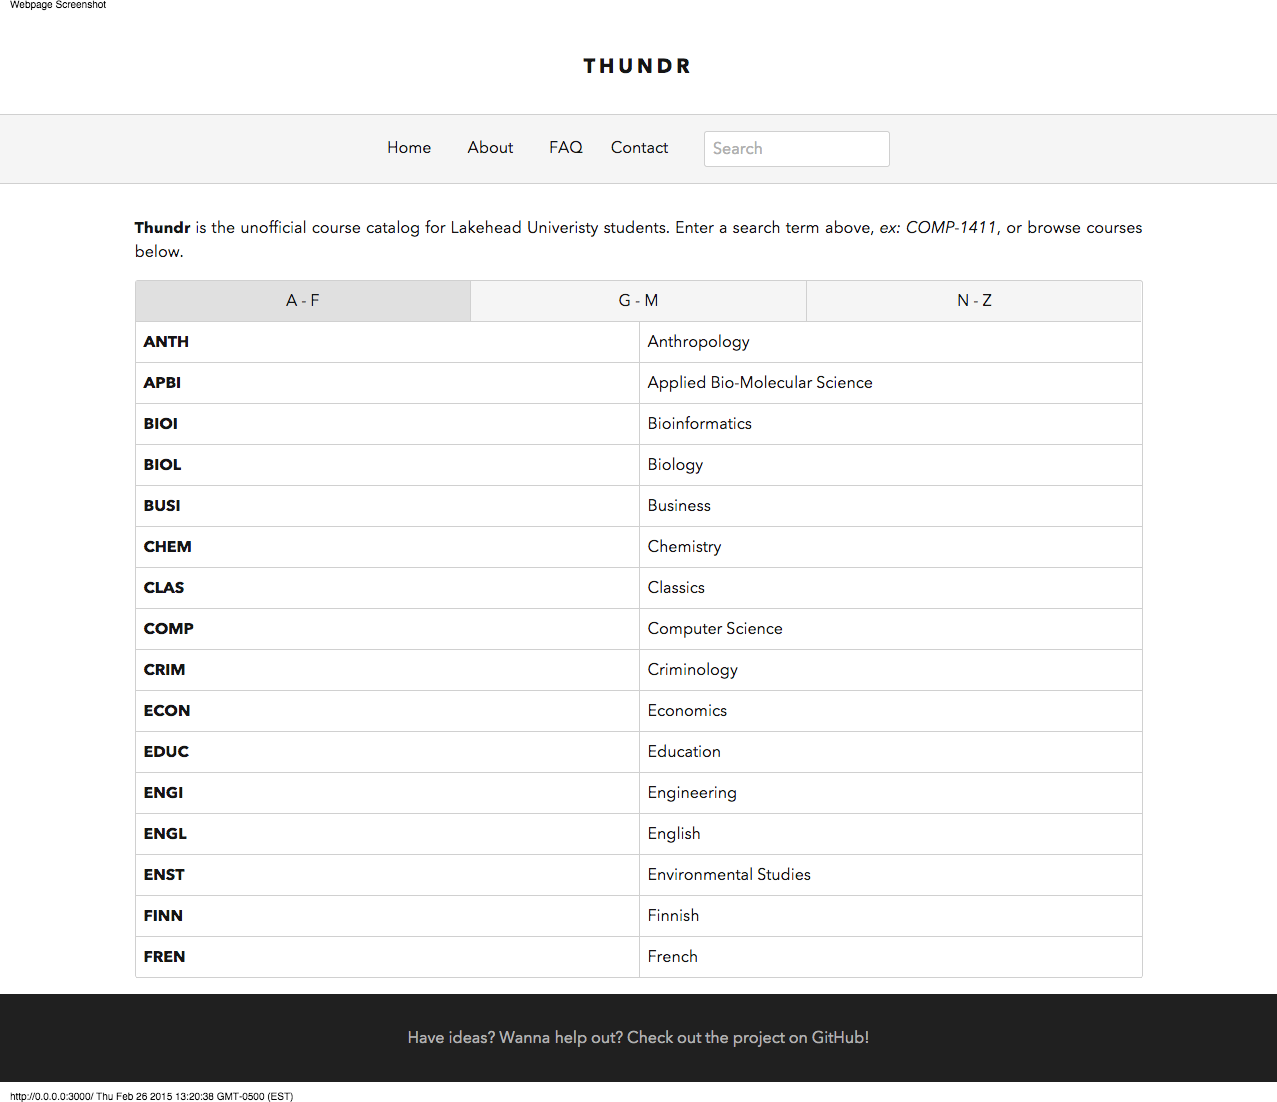 Webpage Screenshot
THUNDR
Home About FAQ Contact Search
Thundr is the unofficial course catalog for Lakehead Univeristy students. Enter a search term above, ex: COMP-1411, or browse courses
below.
A - F G - M N - Z
ANTH Anthropology
APBI Applied Bio-Molecular Science
BIOI Bioinformatics
BIOL Biology
BUSI Business
CHEM Chemistry
CLAS Classics
COMP Computer Science
CRIM Criminology
ECON Economics
EDUC Education
ENGI Engineering
ENGL English
ENST Environmental Studies
FINN Finnish
FREN French
Have ideas? Wanna help out? Check out the project on GitHub!
http://0.0.0.0:3000/ Thu Feb 26 2015 13:20:38 GMT-0500 (EST)